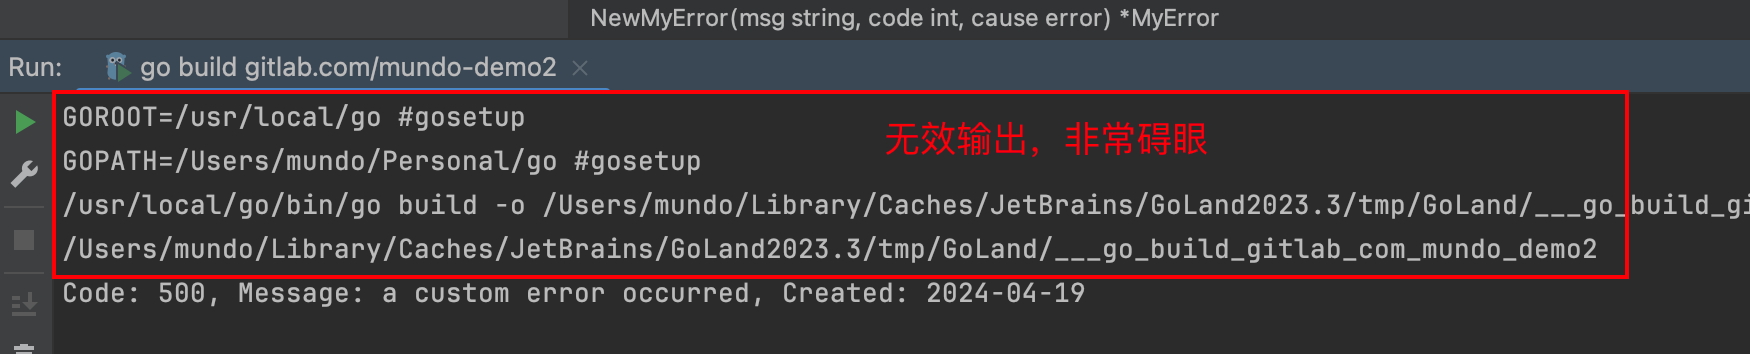 NewMyError(msg string, code int, cause error) *MyError
Run: go build gitlab.com/mundo-demo2
GOROOT=/usr/local/go #gosetup
无效输出，非常碍眼
GOPATH=/Users/mundo/Personal/go #gosetup
/usr/local/go/bin/go build -o /Users/mundo/Library/Caches/JetBrains/GoLand2023.3/tmp/GoLand/___go_build_gi
/Users/mundo/Library/Caches/JetBrains/GoLand2023.3/tmp/GoLand/___go_build_gitlab_com_mundo_demo2
Code: 500, Message: a custom error occurred, Created: 2024-04-19